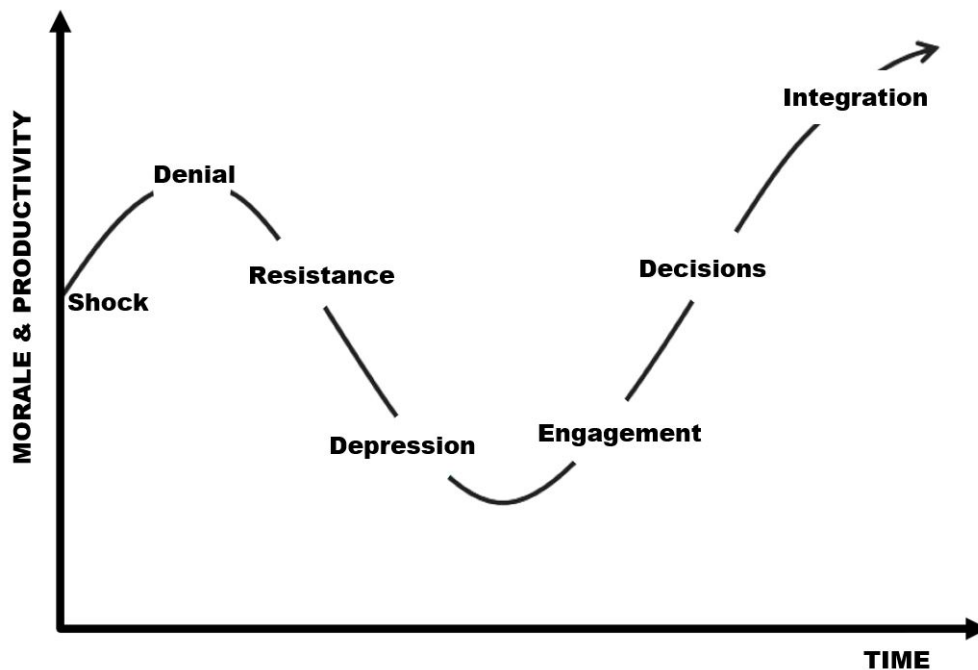 MORALE & PRODUCTIVITY
Shock
Denial
Resistance
Depression
Engagement
Decisions
Integration
TIME